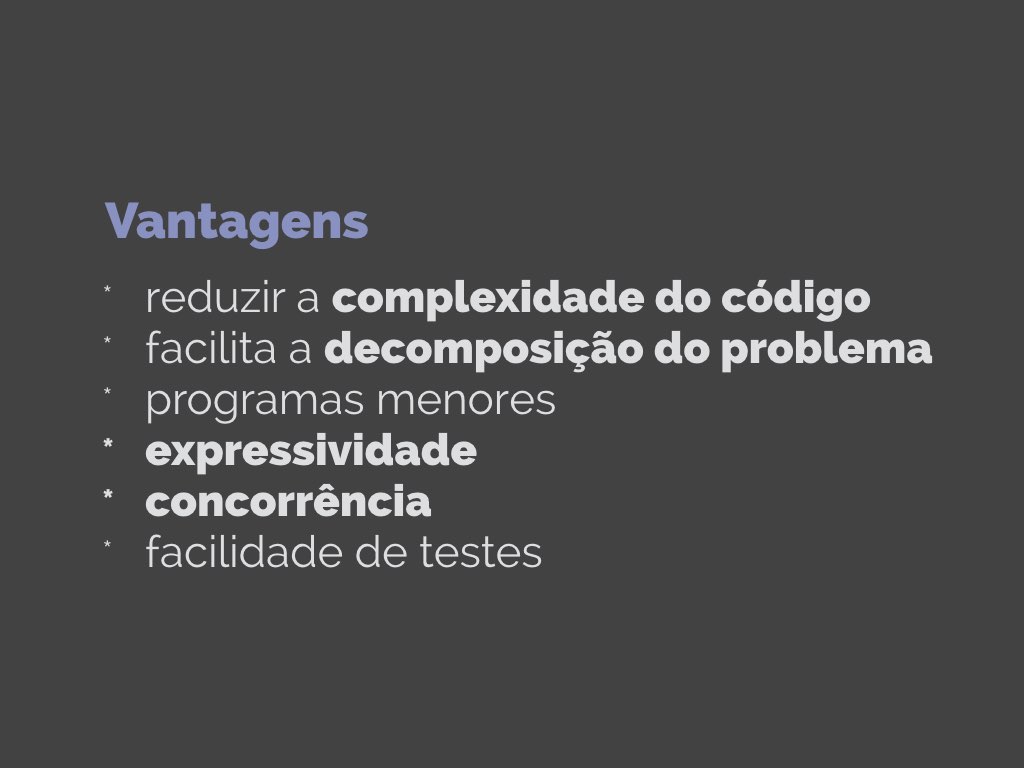 Vantagens
* reduzir a complexidade do código
* facilita a decomposição do problema
* programas menores
* expressividade
* concorrência
* facilidade de testes